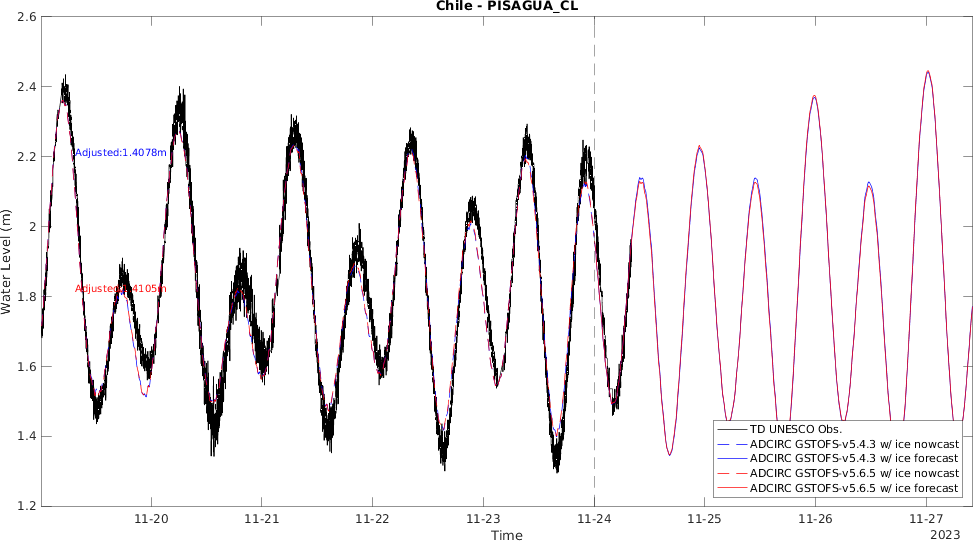 Chile - PISAGUA_CL
2.6
2.4
2.2
2
1.8
1.6
1.4
1.2
Water Level (m)
Adjusted:1.4078m
Adjusted:1.4105m
TD UNESCO Obs.
ADCIRC GSTOFS-v5.4.3 w/ ice nowcast
ADCIRC GSTOFS-v5.4.3 w/ ice forecast
ADCIRC GSTOFS-v5.6.5 w/ ice nowcast
ADCIRC GSTOFS-v5.6.5 w/ ice forecast
11-20 11-21 11-22 11-23 11-24 11-25 11-26 11-27
Time
2023